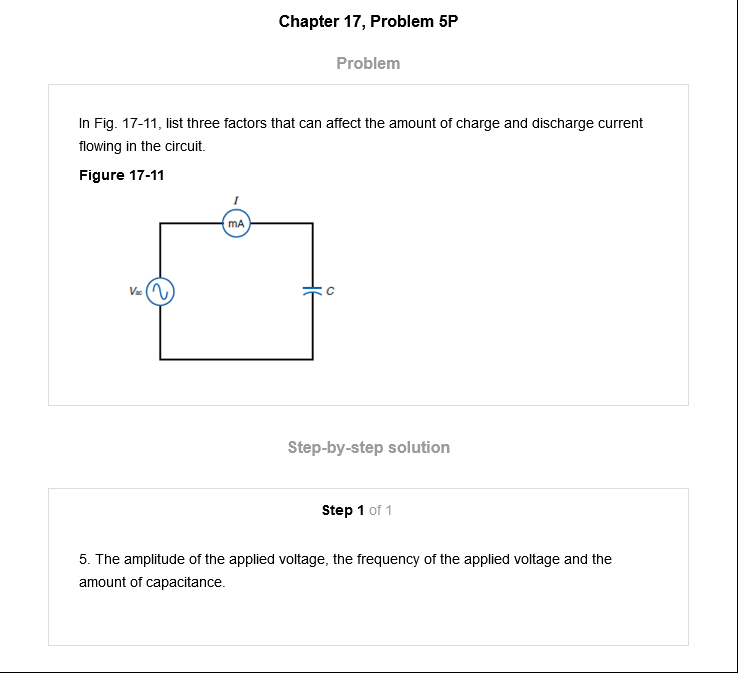 Chapter 17, Problem 5P
Problem
In Fig. 17-11, list three factors that can affect the amount of charge and discharge current
flowing in the circuit.
Figure 17-11
I
mA
Vac
C
Step-by-step solution
Step 1 of 1
5. The amplitude of the applied voltage, the frequency of the applied voltage and the
amount of capacitance.